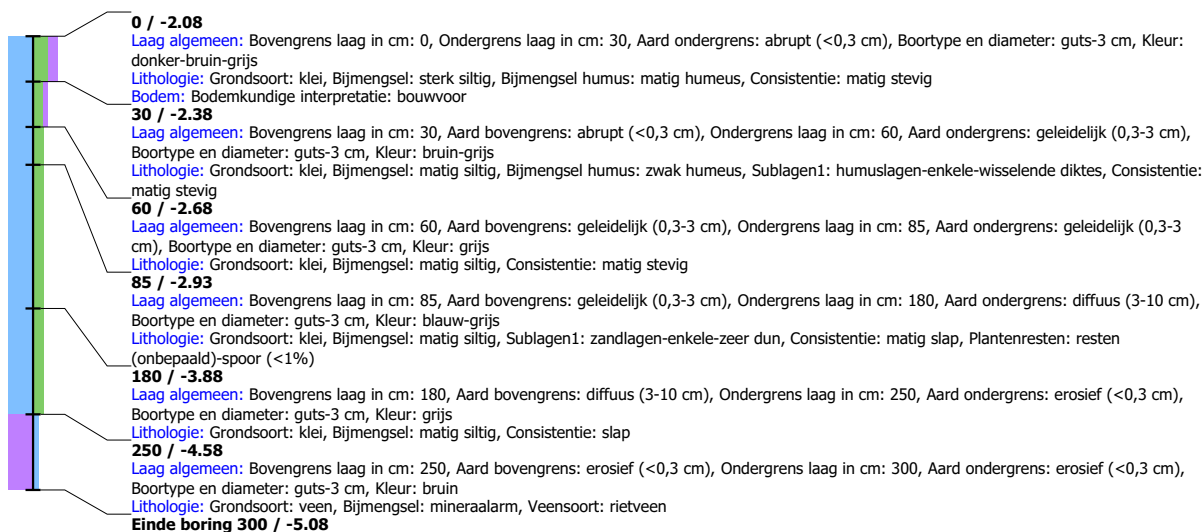 0 / -2.08
Laag algemeen: Bovengrens laag in cm: 0, Ondergrens laag in cm: 30, Aard ondergrens: abrupt (<0,3 cm), Boortype en diameter: guts-3 cm, Kleur:
donker-bruin-grijs
Lithologie: Grondsoort: klei, Bijmengsel: sterk siltig, Bijmengsel humus: matig humeus, Consistentie: matig stevig
Bodem: Bodemkundige interpretatie: bouwvoor
30 / -2.38
Laag algemeen: Bovengrens laag in cm: 30, Aard bovengrens: abrupt (<0,3 cm), Ondergrens laag in cm: 60, Aard ondergrens: geleidelijk (0,3-3 cm),
Boortype en diameter: guts-3 cm, Kleur: bruin-grijs
Lithologie: Grondsoort: klei, Bijmengsel: matig siltig, Bijmengsel humus: zwak humeus, Sublagen1: humuslagen-enkele-wisselende diktes, Consistentie:
matig stevig
60 / -2.68
Laag algemeen: Bovengrens laag in cm: 60, Aard bovengrens: geleidelijk (0,3-3 cm), Ondergrens laag in cm: 85, Aard ondergrens: geleidelijk (0,3-3
cm), Boortype en diameter: guts-3 cm, Kleur: grijs
Lithologie: Grondsoort: klei, Bijmengsel: matig siltig, Consistentie: matig stevig
85 / -2.93
Laag algemeen: Bovengrens laag in cm: 85, Aard bovengrens: geleidelijk (0,3-3 cm), Ondergrens laag in cm: 180, Aard ondergrens: diffuus (3-10 cm),
Boortype en diameter: guts-3 cm, Kleur: blauw-grijs
Lithologie: Grondsoort: klei, Bijmengsel: matig siltig, Sublagen1: zandlagen-enkele-zeer dun, Consistentie: matig slap, Plantenresten: resten
(onbepaald)-spoor (<1%)
180 / -3.88
Laag algemeen: Bovengrens laag in cm: 180, Aard bovengrens: diffuus (3-10 cm), Ondergrens laag in cm: 250, Aard ondergrens: erosief (<0,3 cm),
Boortype en diameter: guts-3 cm, Kleur: grijs
Lithologie: Grondsoort: klei, Bijmengsel: matig siltig, Consistentie: slap
250 / -4.58
Laag algemeen: Bovengrens laag in cm: 250, Aard bovengrens: erosief (<0,3 cm), Ondergrens laag in cm: 300, Aard ondergrens: erosief (<0,3 cm),
Boortype en diameter: guts-3 cm, Kleur: bruin
Lithologie: Grondsoort: veen, Bijmengsel: mineraalarm, Veensoort: rietveen
Einde boring 300 / -5.08